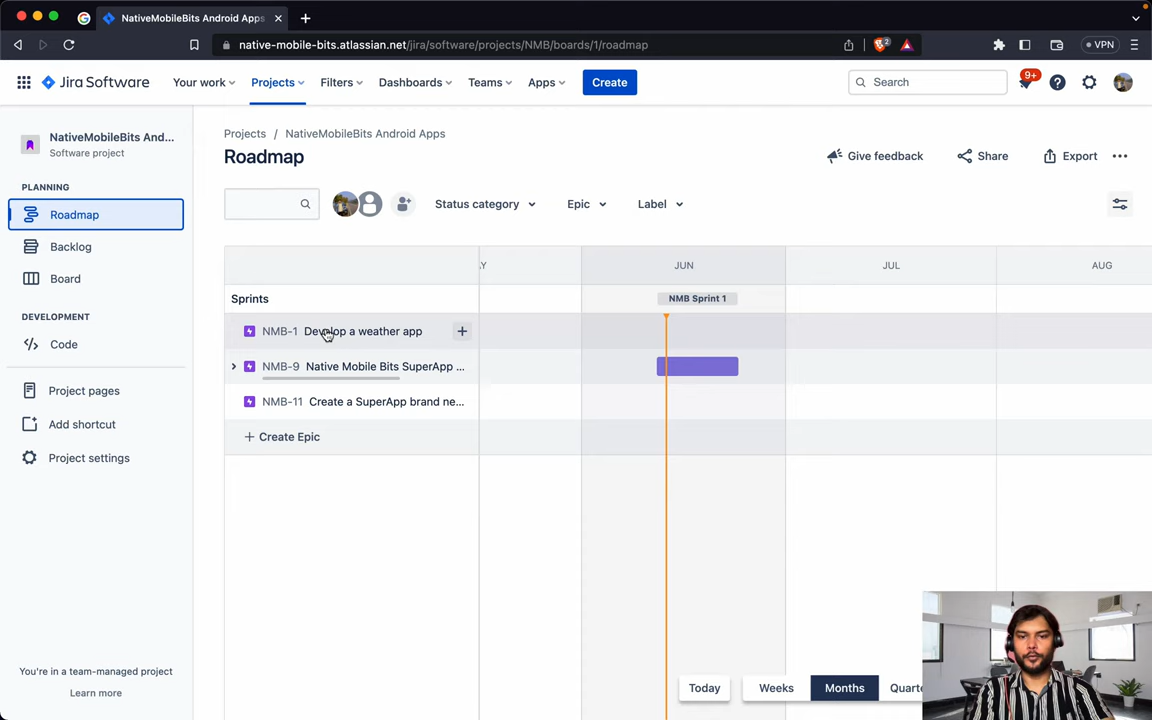 NativeMobileBits Android Apps
native-mobile-bits.atlassian.net/jira/software/projects/NMB/boards/1/roadmap
2
VPN
Jira Software
Your work
Projects
Filters
Dashboards
Teams
Apps
Create
Search
9+
NativeMobileBits And...
Software project
PLANNING
Roadmap
Backlog
Board
DEVELOPMENT
Code
Project pages
Add shortcut
Project settings
You're in a team-managed project
Learn more
Projects / NativeMobileBits Android Apps
Roadmap
Give feedback
Share
Export
Status category
Epic
Label
Y
JUN
JUL
AUG
Sprints
NMB Sprint 1
NMB-1 Develop a weather app
NMB-9 Native Mobile Bits SuperApp ...
NMB-11 Create a SuperApp brand ne...
+ Create Epic
Today
Weeks
Months
Quarte